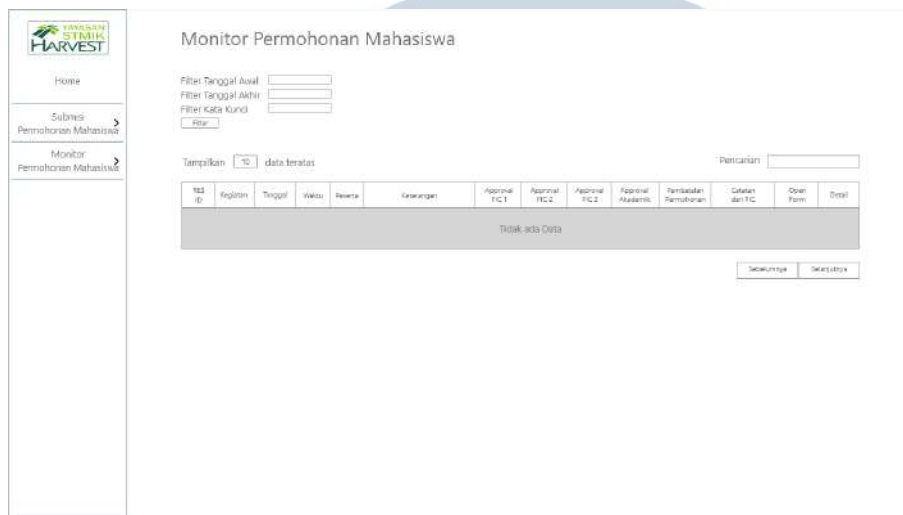 YAYASAN
STMIK
HARVEST
Home
Submisi
Permohonan Mahasiswa
Monitor
Permohonan Mahasiswa
Monitor Permohonan Mahasiswa
Filter Tanggal Awal
Filter Tanggal Akhir
Filter Kata Kunci
Filter
Tampilkan 10 data teratas
Pencarian
ID
Kegiatan
Tanggal
Waktu
Peserta
Keterangan
Approval
PIC 1
Approval
PIC 2
Approval
PIC 3
Approval
Akademik
Pembatalan
Permohonan
Catatan
dari PIC
Open
Form
Detail
Tidak ada Data
Sebelumnya
Selanjutnya